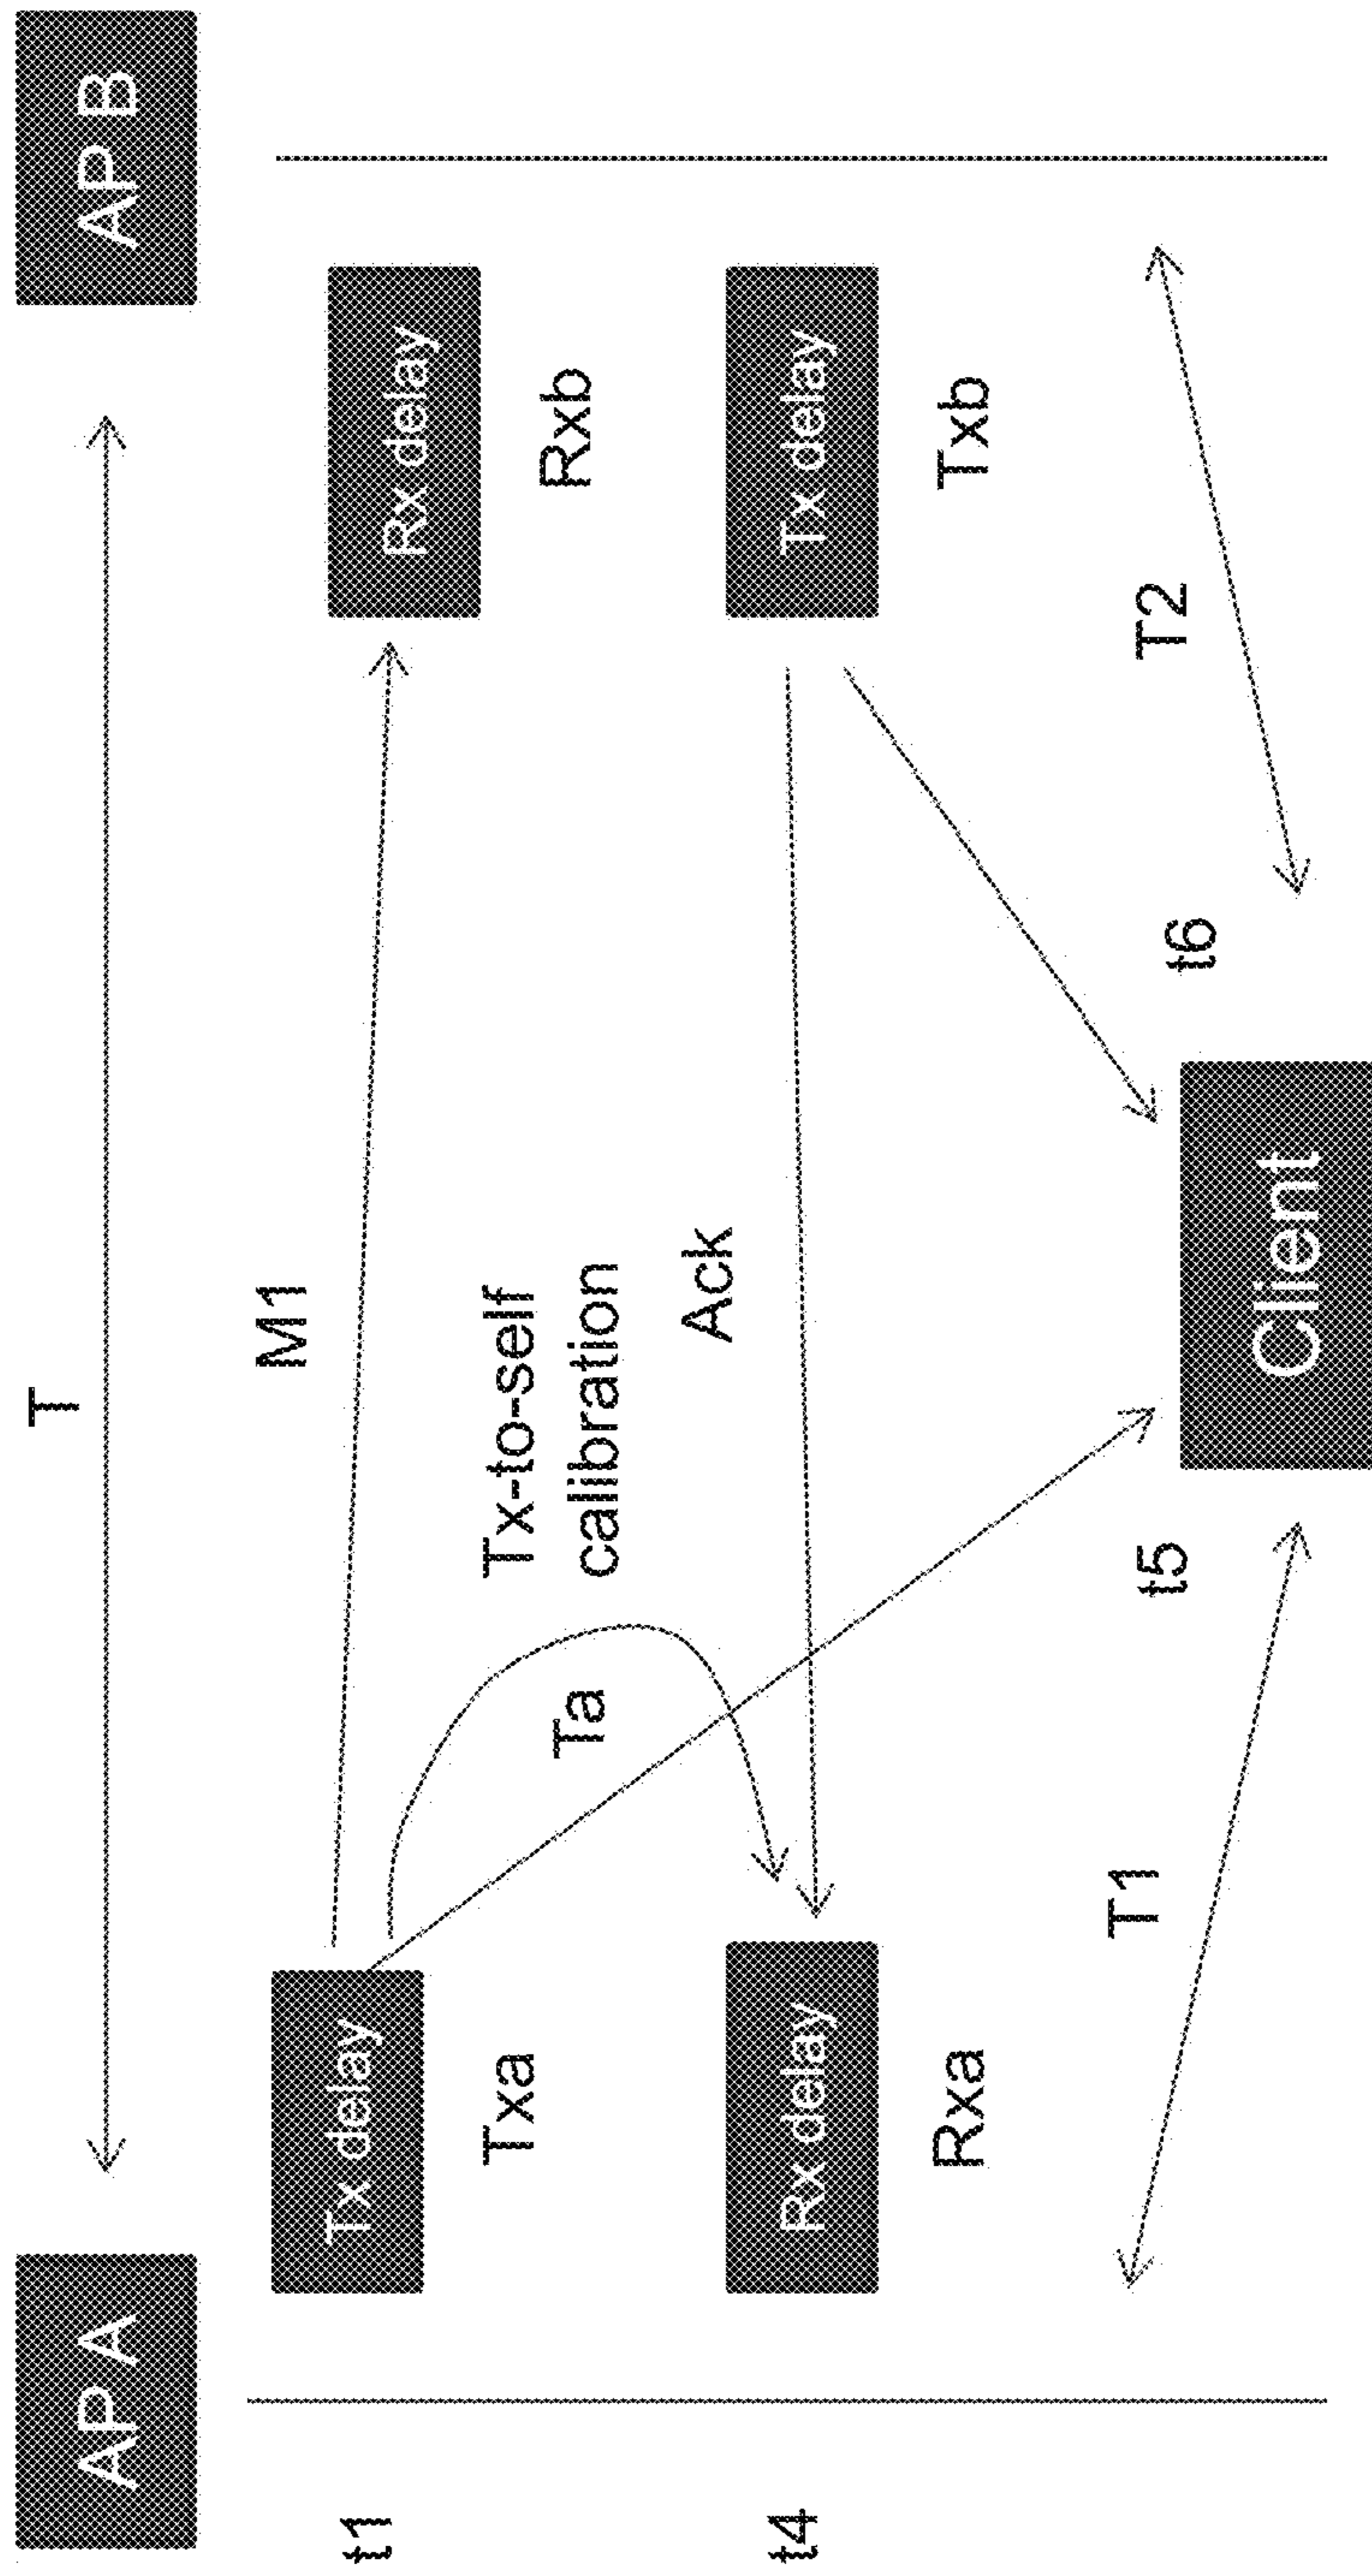 T
AP A
AP B
M1
t1
Tx delay
Rx delay
Txa
Tx-to-self
calibration
Rxb
Ta
Ack
t4
Rx delay
Tx delay
Rxa
Txb
T1
t5
T2
t6
Client